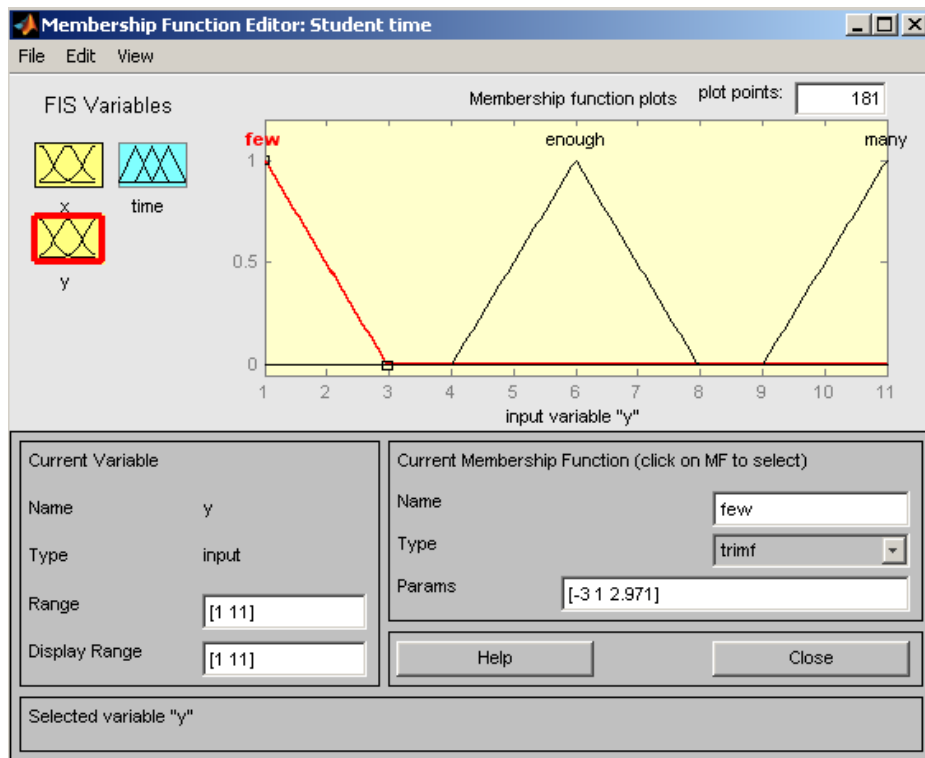 Membership Function Editor: Student time
File Edit View
FIS Variables
x
time
y
Membership function plots plot points: 181
few enough many
1
0.5
0
1 2 3 4 5 6 7 8 9 10 11
input variable "y"
Current Variable
Name y
Type input
Range [1 11]
Display Range [1 11]
Current Membership Function (click on MF to select)
Name few
Type trimf
Params [-3 1 2.971]
Help Close
Selected variable "y"